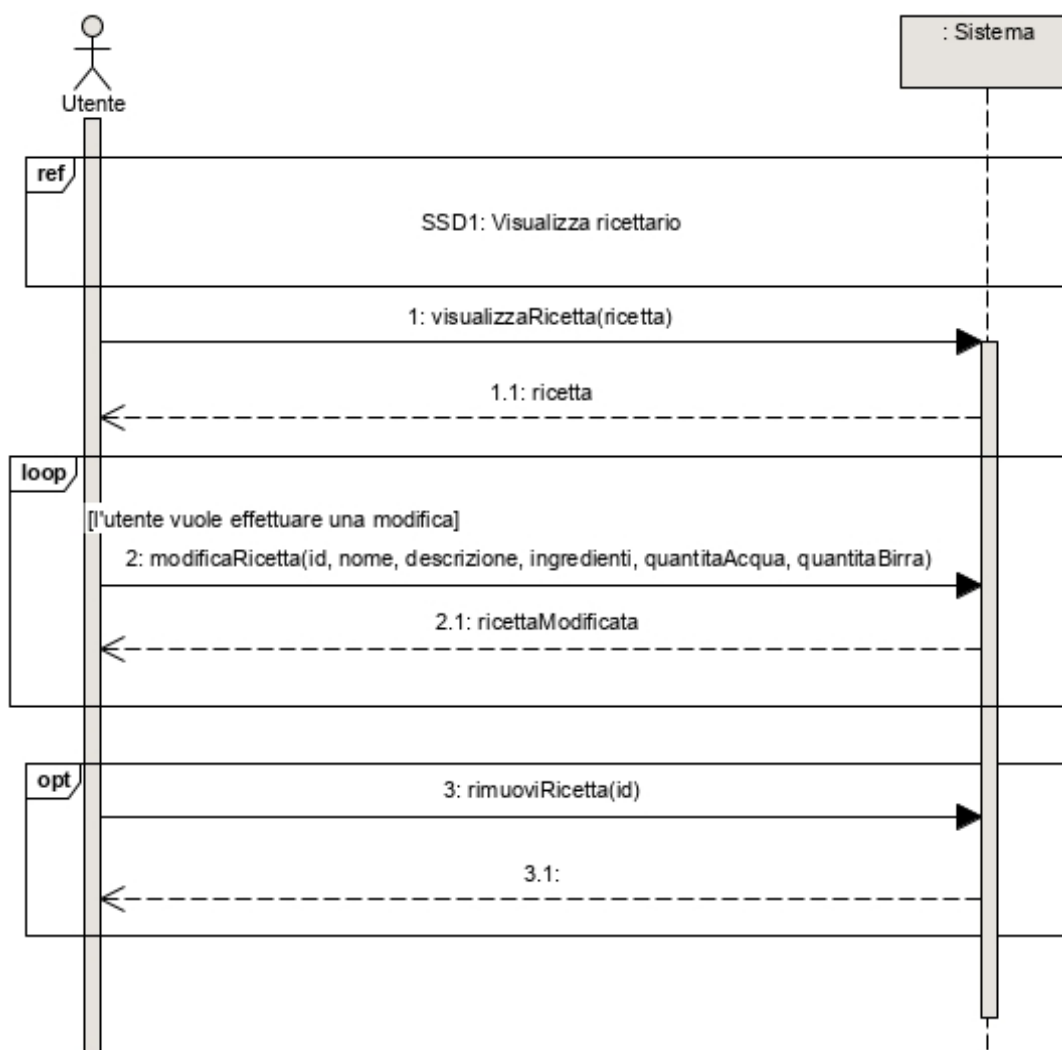 : Sistema
Utente
ref
SSD1: Visualizza ricettario
1: visualizzaRicetta(ricetta)
1.1: ricetta
loop
[l'utente vuole effettuare una modifica]
2: modificaRicetta(id, nome, descrizione, ingredienti, quantitaAcqua, quantitaBirra)
2.1: ricettaModificata
opt
3: rimuoviRicetta(id)
3.1: